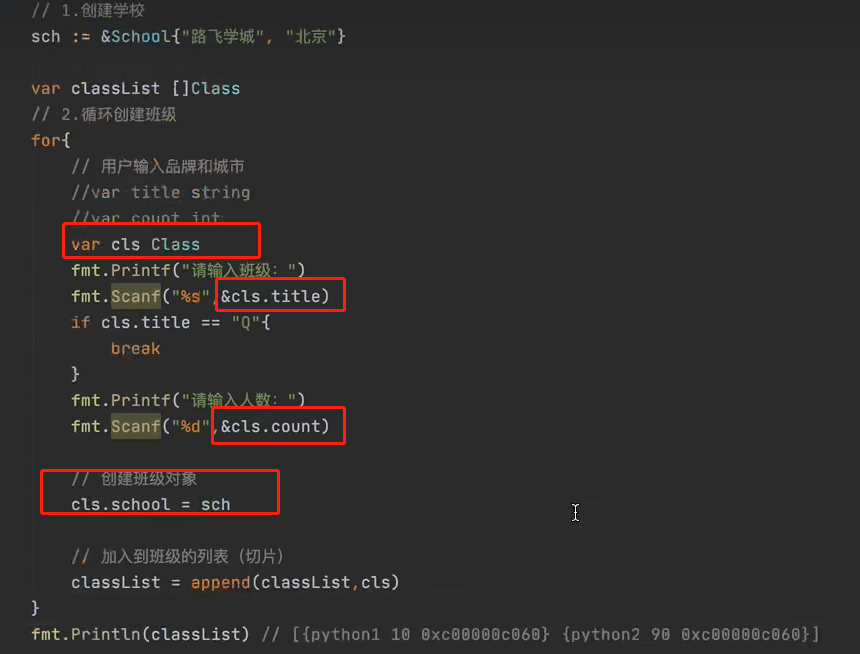 // 1.创建学校
sch := &School{"路飞学城", "北京"}
var classList []Class
// 2.循环创建班级
for{
// 用户输入品牌和城市
//var title string
//var count int
var cls Class
fmt.Printf("请输入班级: ")
fmt.Scanf("%s",&cls.title)
if cls.title == "Q"{
break
}
fmt.Printf("请输入人数: ")
fmt.Scanf("%d",&cls.count)
// 创建班级对象
cls.school = sch
// 加入到班级的列表（切片）
classList = append(classList,cls)
}
fmt.Println(classList) // [{python1 10 0xc00000c060} {python2 90 0xc00000c060}]